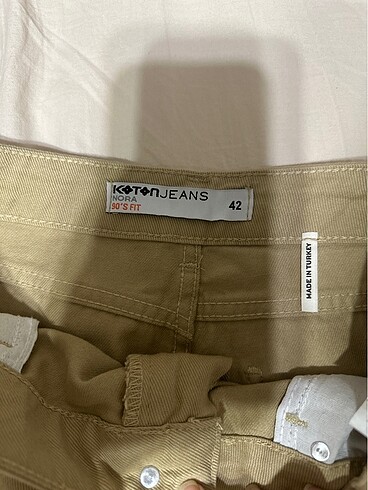 KOTONJEANS
NORA
90'S FIT
42
MADE IN TURKEY